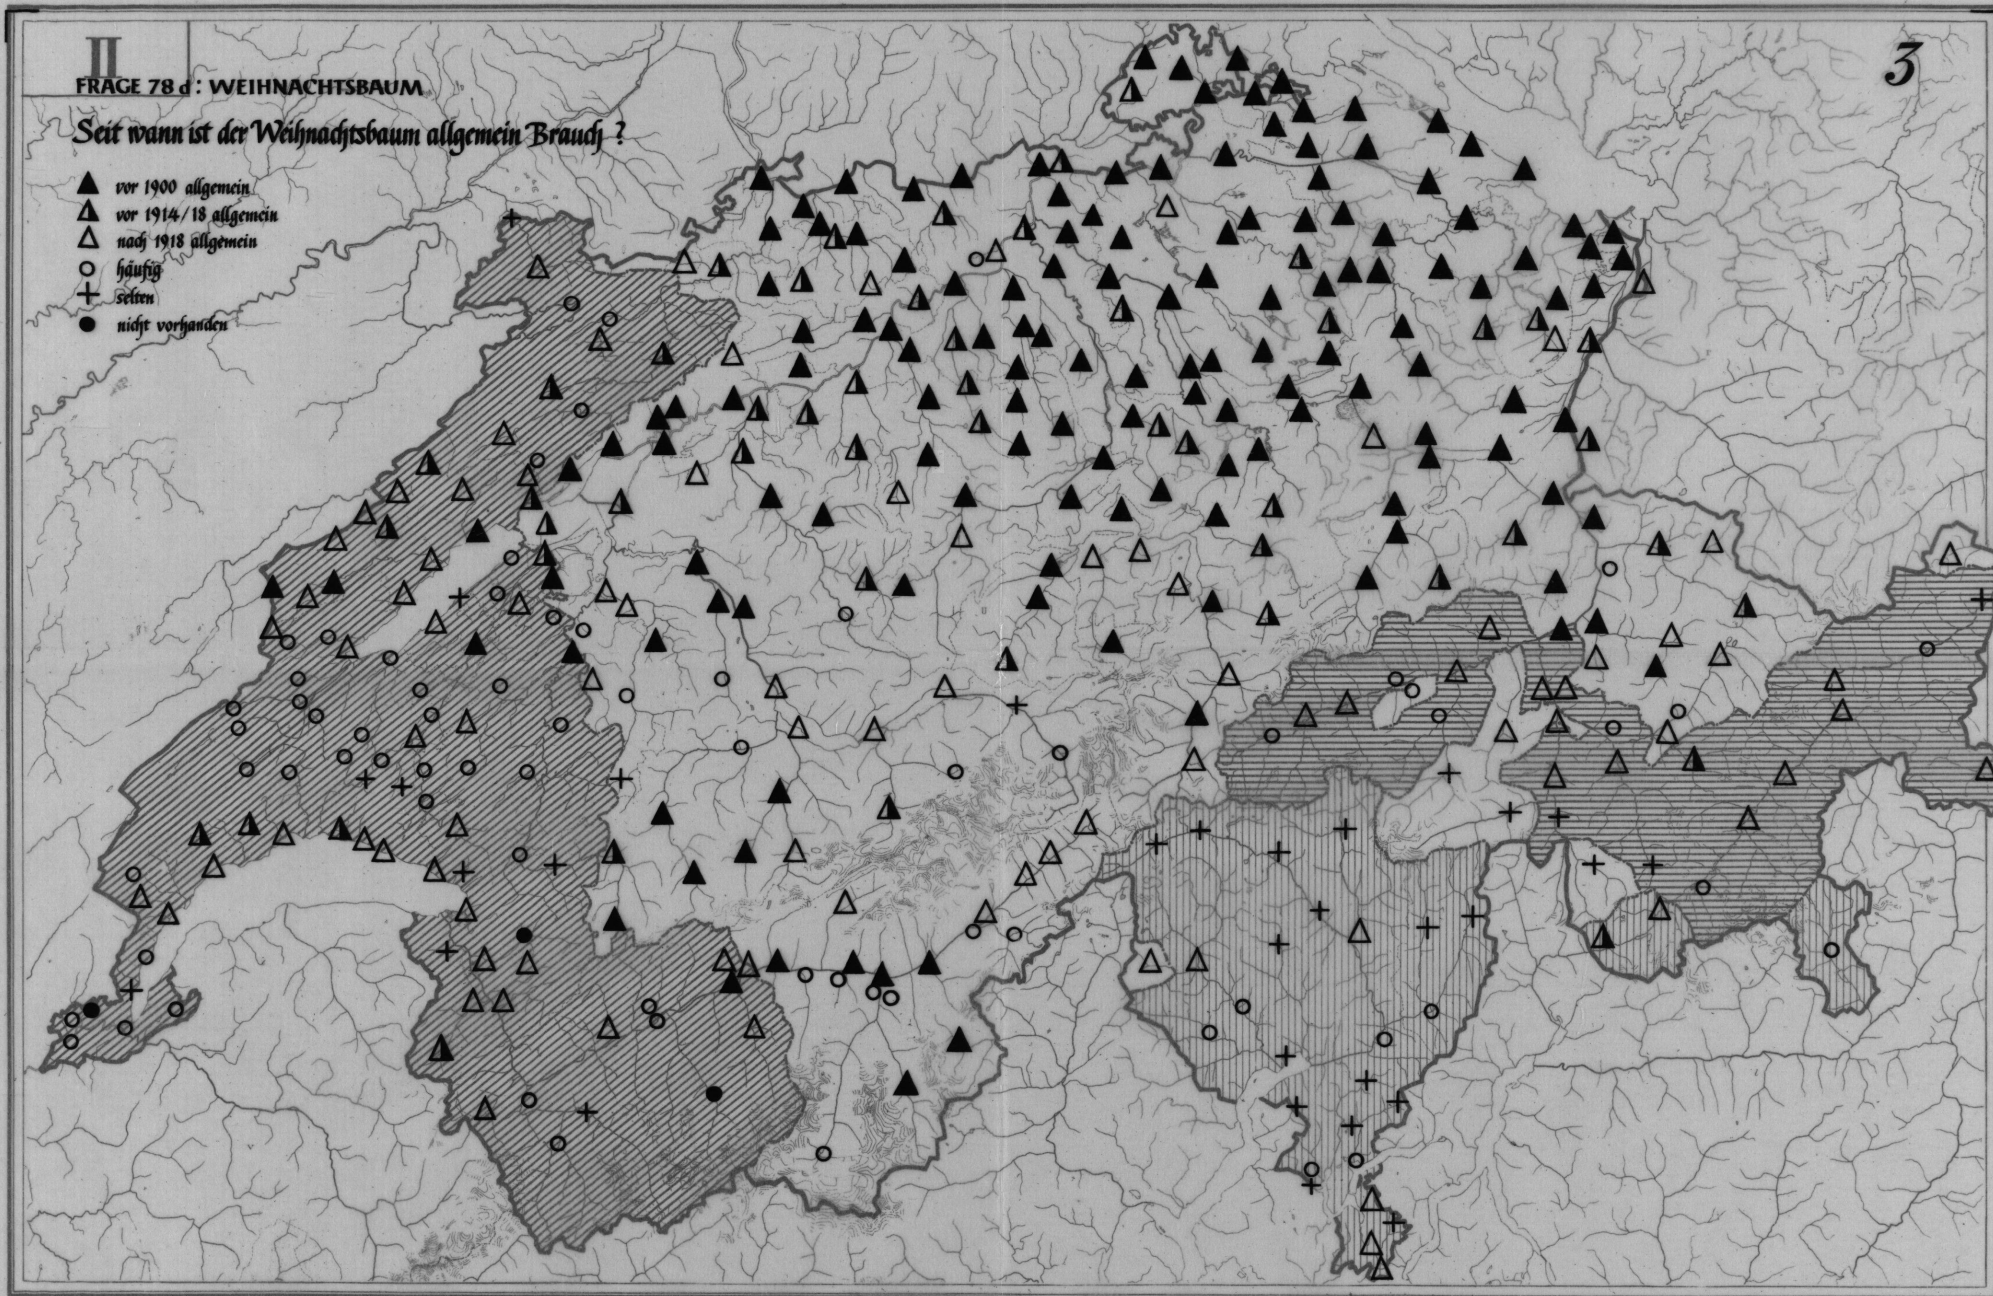 II
3
FRAGE 78 d: WEIHNACHTSBAUM
Seit wann ist der Weihnachtsbaum allgemein Brauch?
vor 1900 allgemein
vor 1914/18 allgemein
nach 1918 allgemein
häufig
selten
nicht vorhanden